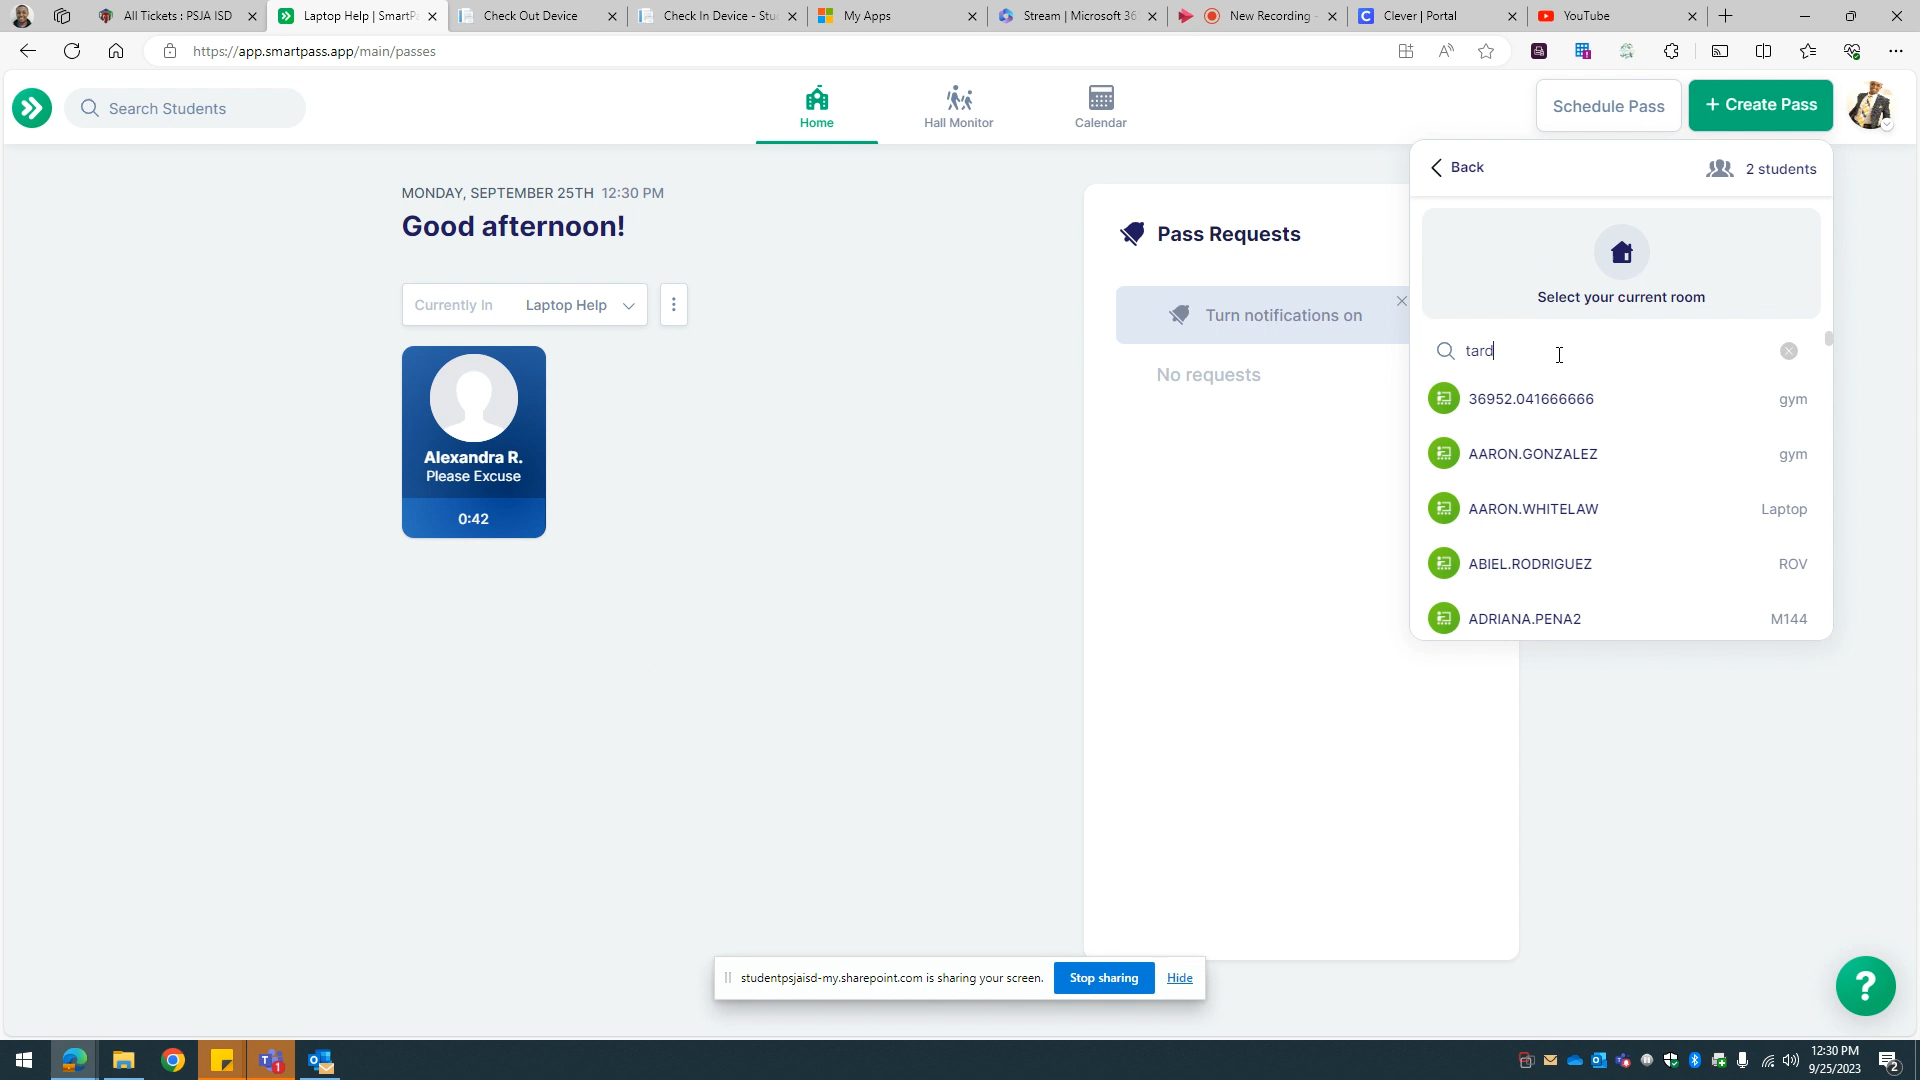 All Tickets : PSJA ISD
Laptop Help | SmartP
Check Out Device
Check In Device - Stu
My Apps
Stream | Microsoft 36
New Recording -
Clever | Portal
YouTube
https://app.smartpass.app/main/passes
Search Students
Home
Hall Monitor
Calendar
Schedule Pass
+ Create Pass
Back
2 students
MONDAY, SEPTEMBER 25TH 12:30 PM
Good afternoon!
Pass Requests
Select your current room
Currently In Laptop Help
Turn notifications on
tard
No requests
36952.041666666 gym
AARON.GONZALEZ gym
AARON.WHITELAW Laptop
ABIEL.RODRIGUEZ ROV
ADRIANA.PENA2 M144
Alexandra R.
Please Excuse
0:42
studentpsjaisd-my.sharepoint.com is sharing your screen.
Stop sharing
Hide
?
1
12:30 PM
9/25/2023
2